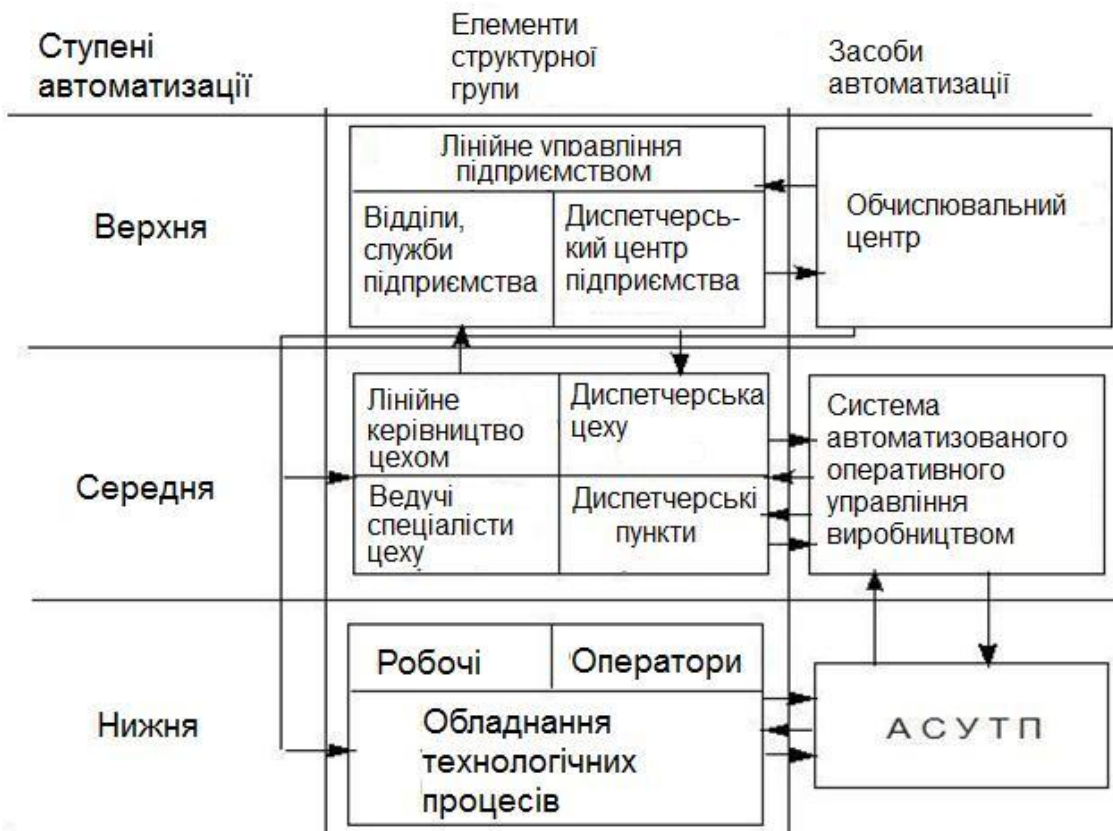 Ступені
автоматизації
Елементи
структурної
групи
Засоби
автоматизації
Верхня
Лінійне управління
підприємством
Відділи,
служби
підприємства
Диспетчерсь-
кий центр
підприємства
Обчислювальний
центр
Середня
Лінійне
керівництво
цехом
Диспетчерська
цеху
Ведучі
спеціалісти
цеху
Диспетчерські
пункти
Система
автоматизованого
оперативного
управління
виробництвом
Нижня
Робочі
Оператори
Обладнання
технологічних
процесів
А С У Т П